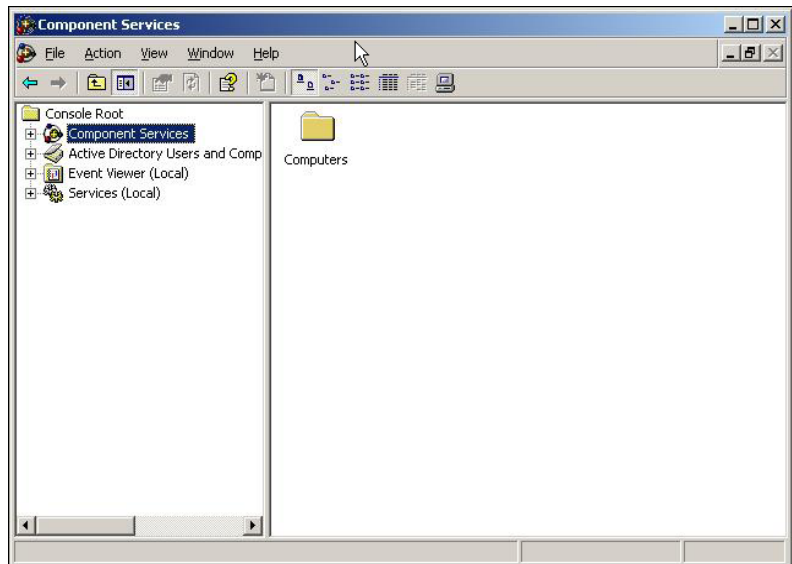 Component Services
File Action View Window Help
Console Root
Component Services
Active Directory Users and Comp
Event Viewer (Local)
Services (Local)
Computers